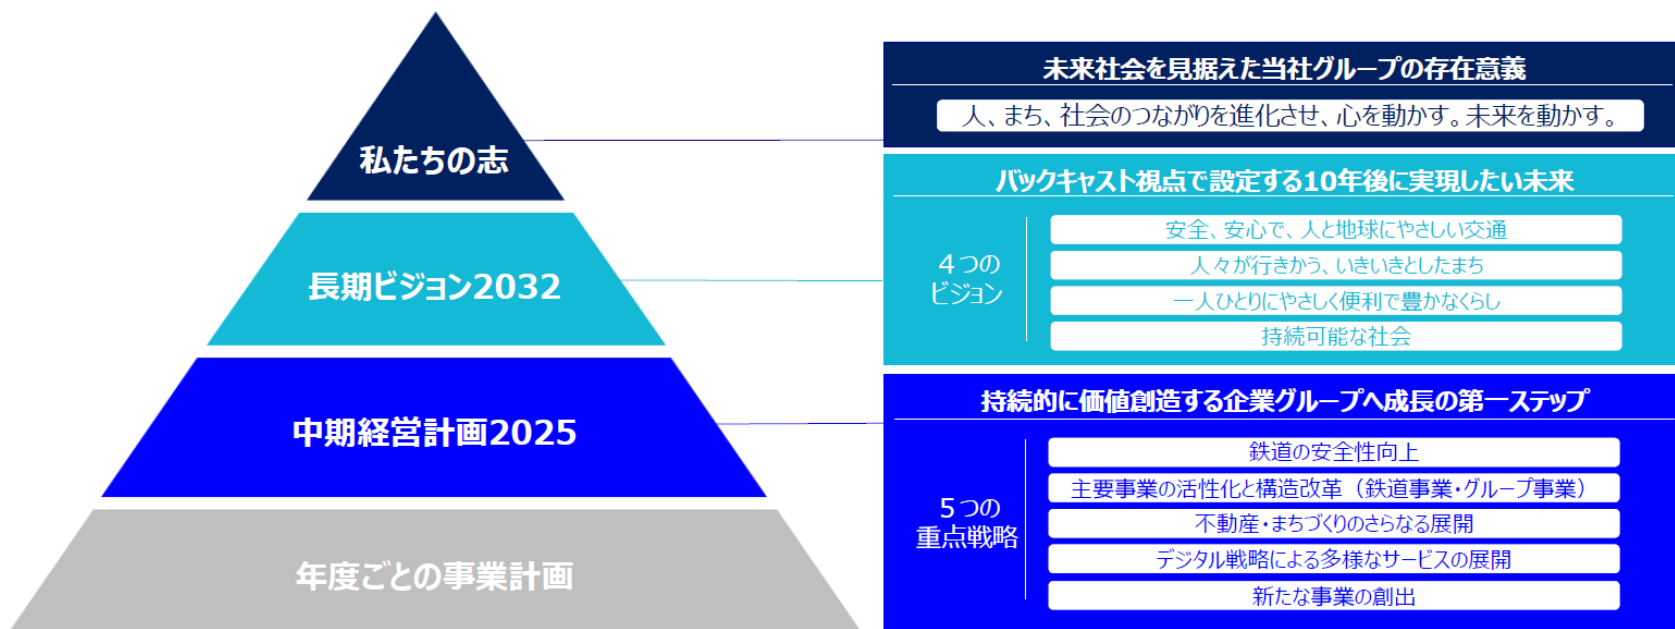 私たちの志
長期ビジョン2032
中期経営計画2025
年度ごとの事業計画
未来社会を見据えた当社グループの存在意義
人、まち、社会のつながりを進化させ、心を動かす。未来を動かす。
バックキャスト視点で設定する10年後に実現したい未来
4つの
ビジョン
安全、安心で、人と地球にやさしい交通
人々が行きかう、いきいきとしたまち
一人ひとりにやさしく便利で豊かなくらし
持続可能な社会
持続的に価値創造する企業グループへ成長の第一ステップ
5つの
重点戦略
鉄道の安全性向上
主要事業の活性化と構造改革（鉄道事業・グループ事業）
不動産・まちづくりのさらなる展開
デジタル戦略による多様なサービスの展開
新たな事業の創出